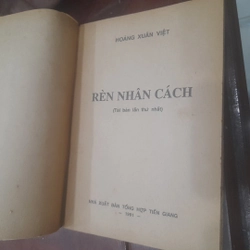 HOÀNG XUÂN VIỆT
RÈN NHÂN CÁCH
(Tái bản lần thứ nhất)
NHÀ XUẤT BẢN TỔNG HỢP TIỀN GIANG